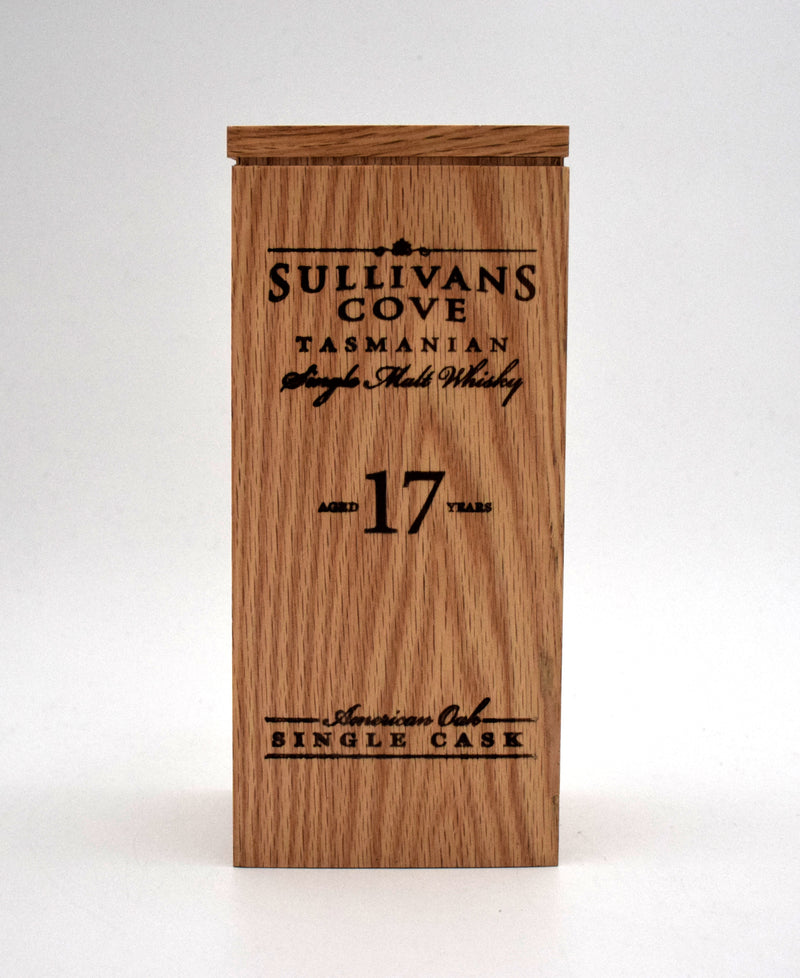 SULLIVANS
COVE
TASMANIAN
Single Malt Whisky
AGED 17 YEARS
American Oak
SINGLE CASK